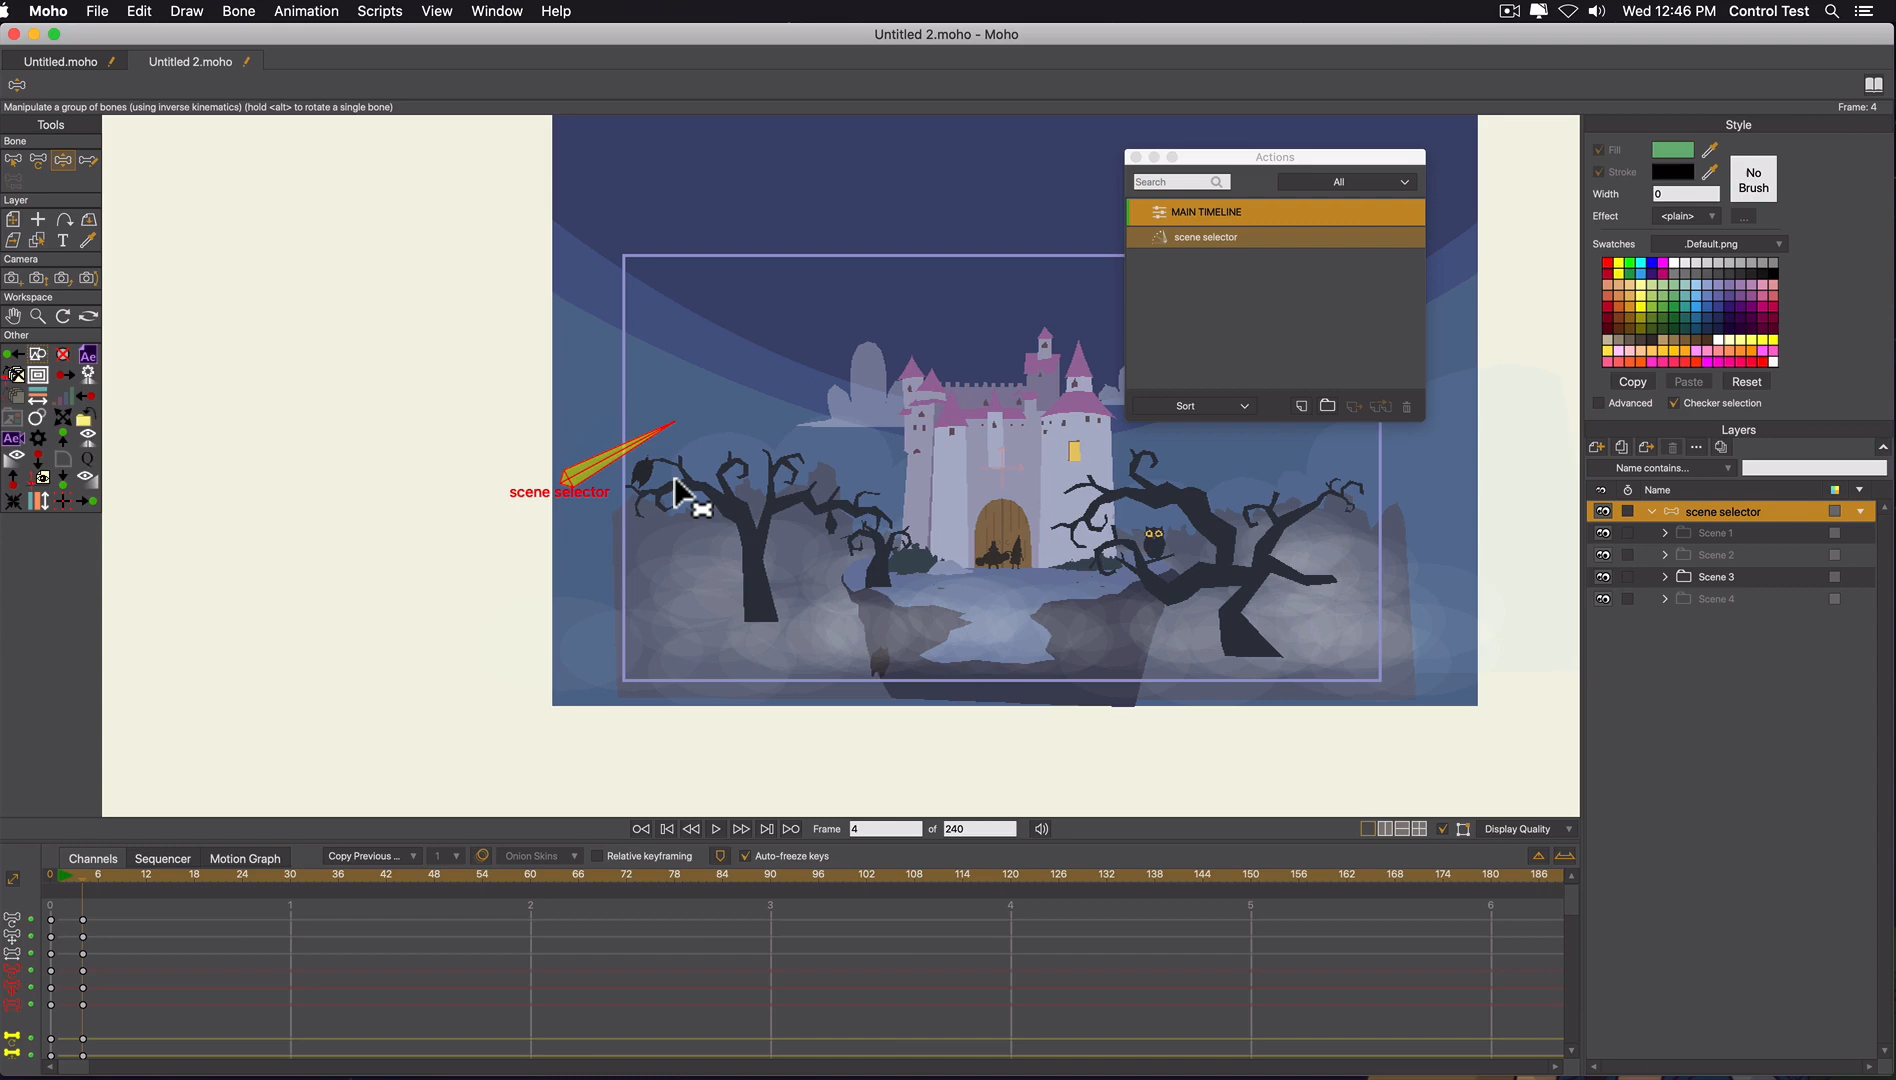 Moho File Edit Draw Bone Animation Scripts View Window Help Wed 12:46 PM Control Test
Untitled 2.moho - Moho
Untitled.moho Untitled 2.moho
Manipulate a group of bones (using inverse kinematics) (hold <alt> to rotate a single bone) Frame: 4
Tools
Bone
Layer
T
Camera
Workspace
Other
Ae
Ae
Q
scene selector
Actions
Search All
MAIN TIMELINE
scene selector
Sort
Style
Fill
Stroke
No Brush
Width 0
Effect <plain> ...
Swatches .Default.png
Copy Paste Reset
Advanced Checker selection
Layers
Name contains...
Name
scene selector
Scene 1
Scene 2
Scene 3
Scene 4
Frame 4 of 240 Display Quality
Channels Sequencer Motion Graph Copy Previous ... 1 Onion Skins Relative keyframing Auto-freeze keys
0 6 12 18 24 30 36 42 48 54 60 66 72 78 84 90 96 102 108 114 120 126 132 138 144 150 156 162 168 174 180 186
0 1 2 3 4 5 6